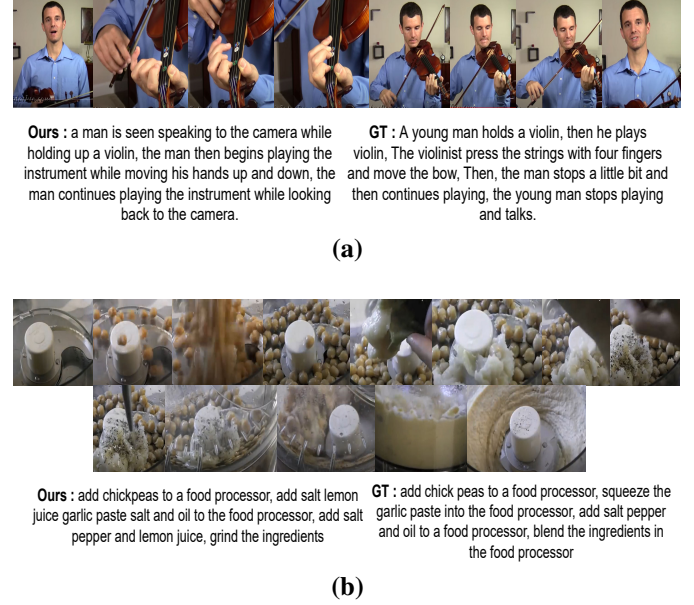 Ours : a man is seen speaking to the camera while
holding up a violin, the man then begins playing the
instrument while moving his hands up and down, the
man continues playing the instrument while looking
back to the camera.
GT : A young man holds a violin, then he plays
violin, The violinist press the strings with four fingers
and move the bow, Then, the man stops a little bit and
then continues playing, the young man stops playing
and talks.
(a)
Ours : add chickpeas to a food processor, add salt lemon
juice garlic paste salt and oil to the food processor, add salt
pepper and lemon juice, grind the ingredients
GT : add chick peas to a food processor, squeeze the
garlic paste into the food processor, add salt pepper
and oil to a food processor, blend the ingredients in
the food processor
(b)